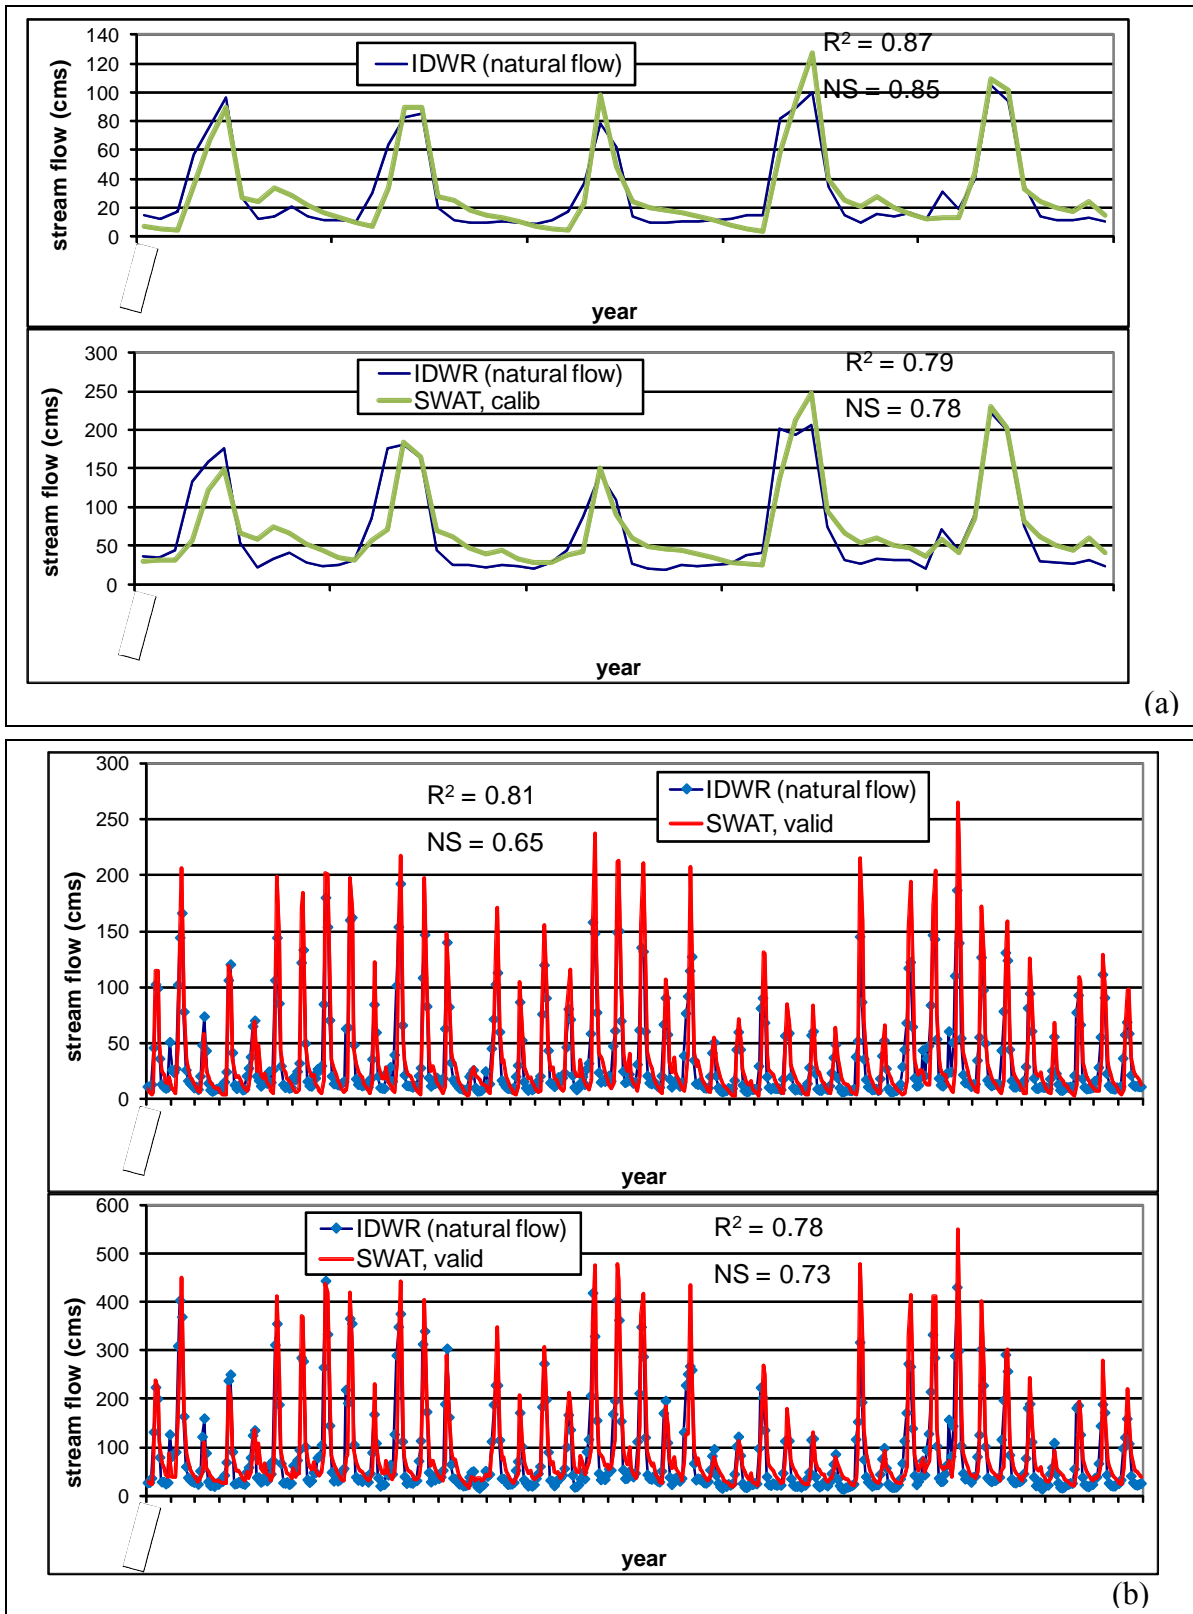 140
120
100
80
60
40
20
0
stream flow (cms)
IDWR (natural flow)
R² = 0.87
NS = 0.85
year
300
250
200
150
100
50
0
stream flow (cms)
IDWR (natural flow)
SWAT, calib
R² = 0.79
NS = 0.78
year
(a)
300
250
200
150
100
50
0
stream flow (cms)
R² = 0.81
NS = 0.65
IDWR (natural flow)
SWAT, valid
year
600
500
400
300
200
100
0
stream flow (cms)
IDWR (natural flow)
SWAT, valid
R² = 0.78
NS = 0.73
year
(b)